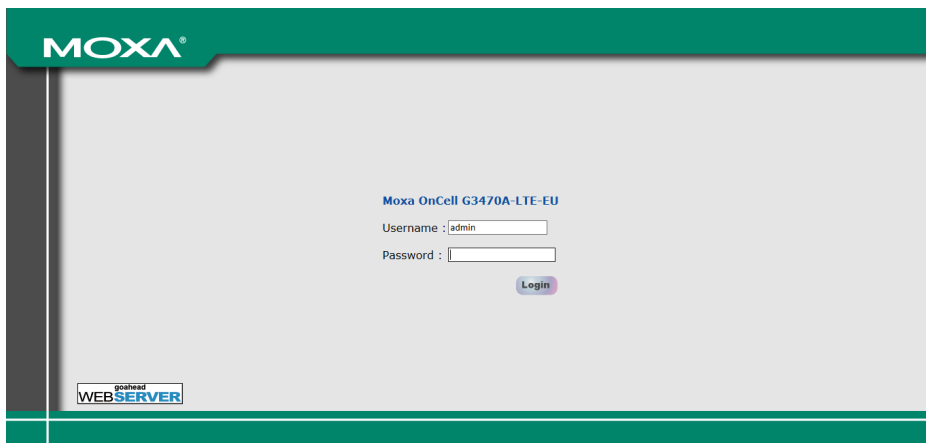 MOXA®
Moxa OnCell G3470A-LTE-EU
Username : admin
Password :
Login
goahead
WEBSERVER